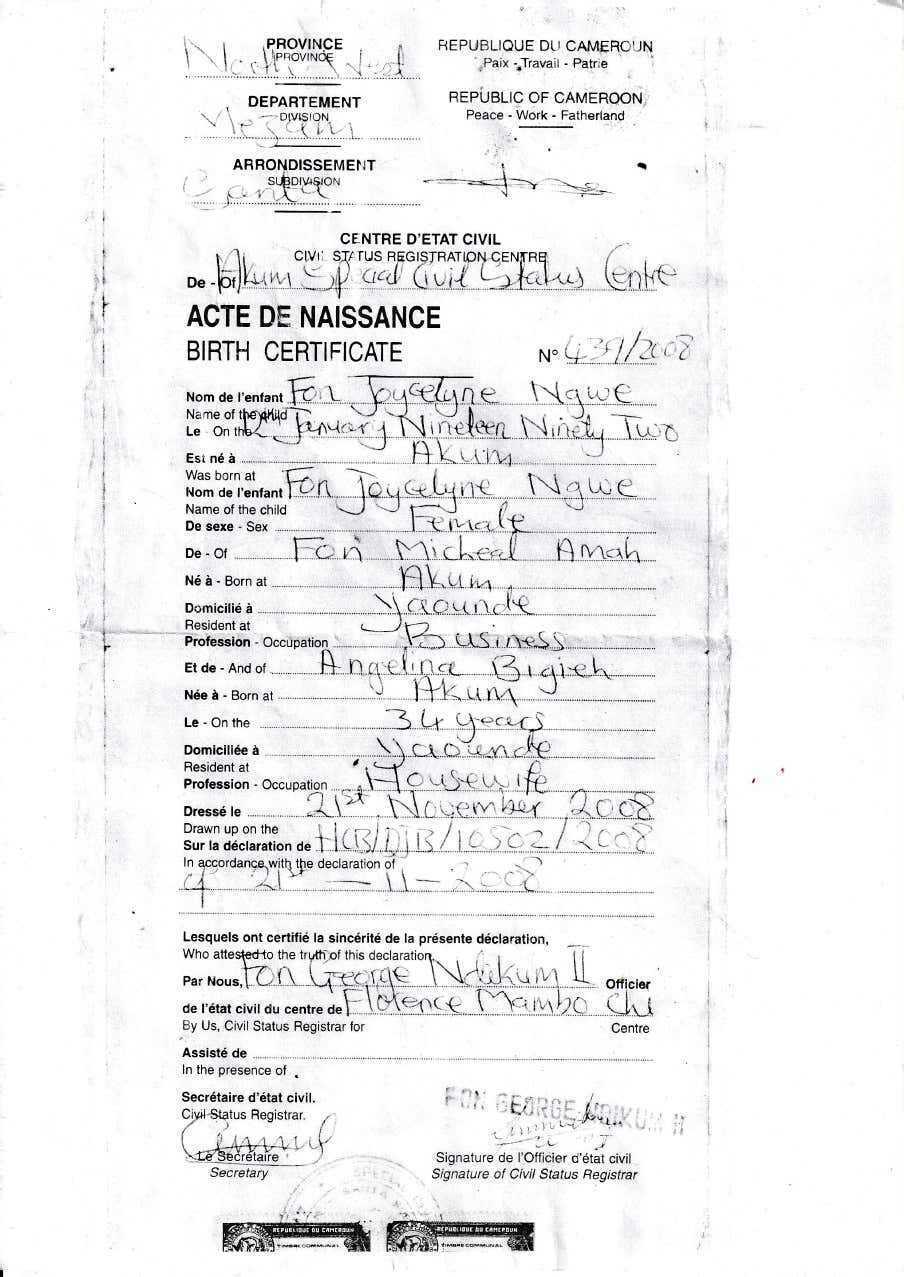 PROVINCE
PROVINCE
North West
REPUBLIQUE DU CAMEROUN
Paix - Travail - Patrie
DEPARTEMENT
DIVISION
Mezam
REPUBLIC OF CAMEROON
Peace - Work - Fatherland
ARRONDISSEMENT
SUBDIVISION
Santa
CENTRE D'ETAT CIVIL
CIVIL STATUS REGISTRATION CENTRE
De - Of Akum Special Civil Status Centre
ACTE DE NAISSANCE
BIRTH CERTIFICATE
N° 439/2008
Nom de l'enfant Fon Joycelyne Ngwe
Name of the child
Le - On the 2nd January Nineteen Ninety Two
Est né à Akum
Was born at
Nom de l'enfant Fon Joycelyne Ngwe
Name of the child
De sexe - Sex Female
De - Of Fon Micheal Amah
Né à - Born at Akum
Domicilié à Yaounde
Resident at
Profession - Occupation Business
Et de - And of Angelina Bigieh
Née à - Born at Akum
Le - On the 34 years
Domiciliée à Yaounde
Resident at
Profession - Occupation Housewife
Dressé le 21st November 2008
Drawn up on the
Sur la déclaration de HCB/DJB/10502/2008
In accordance with the declaration of
of 21st - 11 - 2008
Lesquels ont certifié la sincérité de la présente déclaration,
Who attested to the truth of this declaration
Par Nous, Fon George Ndikum II Officier
de l'état civil du centre de Florence Mambo Chi
By Us, Civil Status Registrar for Centre
Assisté de
In the presence of
Secrétaire d'état civil.
Civil Status Registrar.
FON GEORGE NDIKUM II
Le Secrétaire
Secretary
Signature de l'Officier d'état civil
Signature of Civil Status Registrar
REPUBLIQUE DU CAMEROUN
TIMBRE COMMUNAL
REPUBLIQUE DU CAMEROUN
TIMBRE COMMUNAL